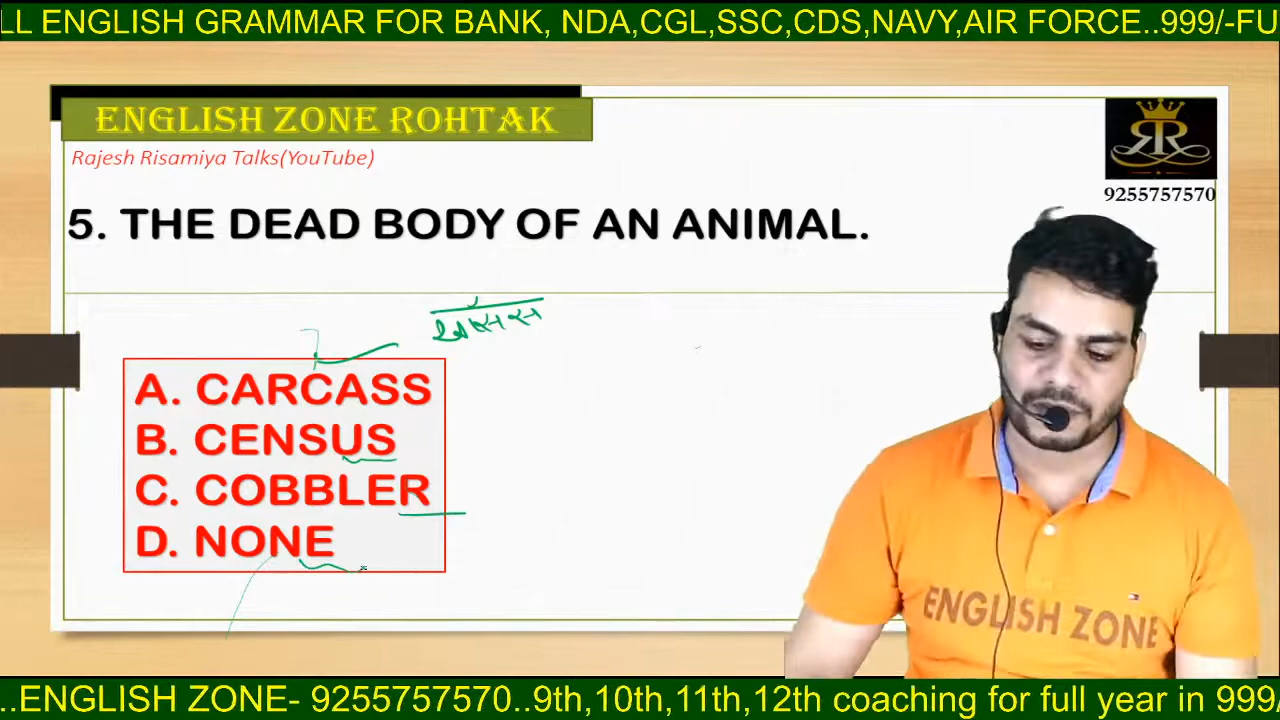 LL ENGLISH GRAMMAR FOR BANK, NDA,CGL,SSC,CDS,NAVY,AIR FORCE..999/-FU
ENGLISH ZONE ROHTAK
Rajesh Risamiya Talks(YouTube)
RR
9255757570
5. THE DEAD BODY OF AN ANIMAL.
A. CARCASS
B. CENSUS
C. COBBLER
D. NONE
ENGLISH ZONE
..ENGLISH ZONE- 9255757570..9th,10th,11th,12th coaching for full year in 999/